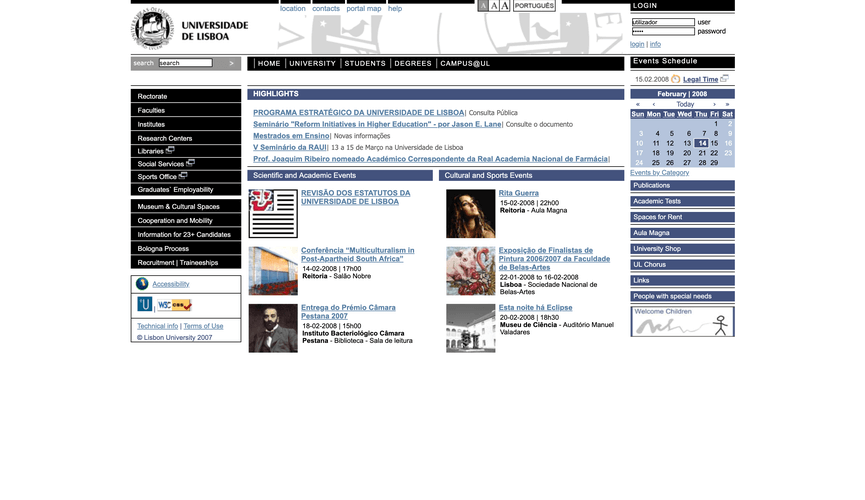 location contacts portal map help
A A A PORTUGUÊS
UNIVERSIDADE
DE LISBOA
LOGIN
utilizador user
••••• password
login | info
search search >
HOME UNIVERSITY STUDENTS DEGREES CAMPUS@UL
Events Schedule
15.02.2008 Legal Time
Rectorate
Faculties
Institutes
Research Centers
Libraries
Social Services
Sports Office
Graduates´ Employability
Museum & Cultural Spaces
Cooperation and Mobility
Information for 23+ Candidates
Bologna Process
Recruitment | Traineeships
Accessibility
U | W3C css
Technical info | Terms of Use
© Lisbon University 2007
HIGHLIGHTS
PROGRAMA ESTRATÉGICO DA UNIVERSIDADE DE LISBOA| Consulta Pública
Seminário "Reform Initiatives in Higher Education" - por Jason E. Lane| Consulte o documento
Mestrados em Ensino| Novas informações
V Seminário da RAUI| 13 a 15 de Março na Universidade de Lisboa
Prof. Joaquim Ribeiro nomeado Académico Correspondente da Real Academia Nacional de Farmácia|
Scientific and Academic Events
REVISÃO DOS ESTATUTOS DA
UNIVERSIDADE DE LISBOA
Conferência “Multiculturalism in
Post-Apartheid South Africa”
14-02-2008 | 17h00
Reitoria - Salão Nobre
Entrega do Prémio Câmara
Pestana 2007
18-02-2008 | 15h00
Instituto Bacteriológico Câmara
Pestana - Biblioteca - Sala de leitura
Cultural and Sports Events
Rita Guerra
15-02-2008 | 22h00
Reitoria - Aula Magna
Exposição de Finalistas de
Pintura 2006/2007 da Faculdade
de Belas-Artes
22-01-2008 to 16-02-2008
Lisboa - Sociedade Nacional de
Belas-Artes
Esta noite há Eclipse
20-02-2008 | 18h30
Museu de Ciência - Auditório Manuel
Valadares
February | 2008
« ‹ Today › »
Sun Mon Tue Wed Thu Fri Sat
1 2
3 4 5 6 7 8 9
10 11 12 13 14 15 16
17 18 19 20 21 22 23
24 25 26 27 28 29
Events by Category
Publications
Academic Tests
Spaces for Rent
Aula Magna
University Shop
UL Chorus
Links
People with special needs
Welcome Children